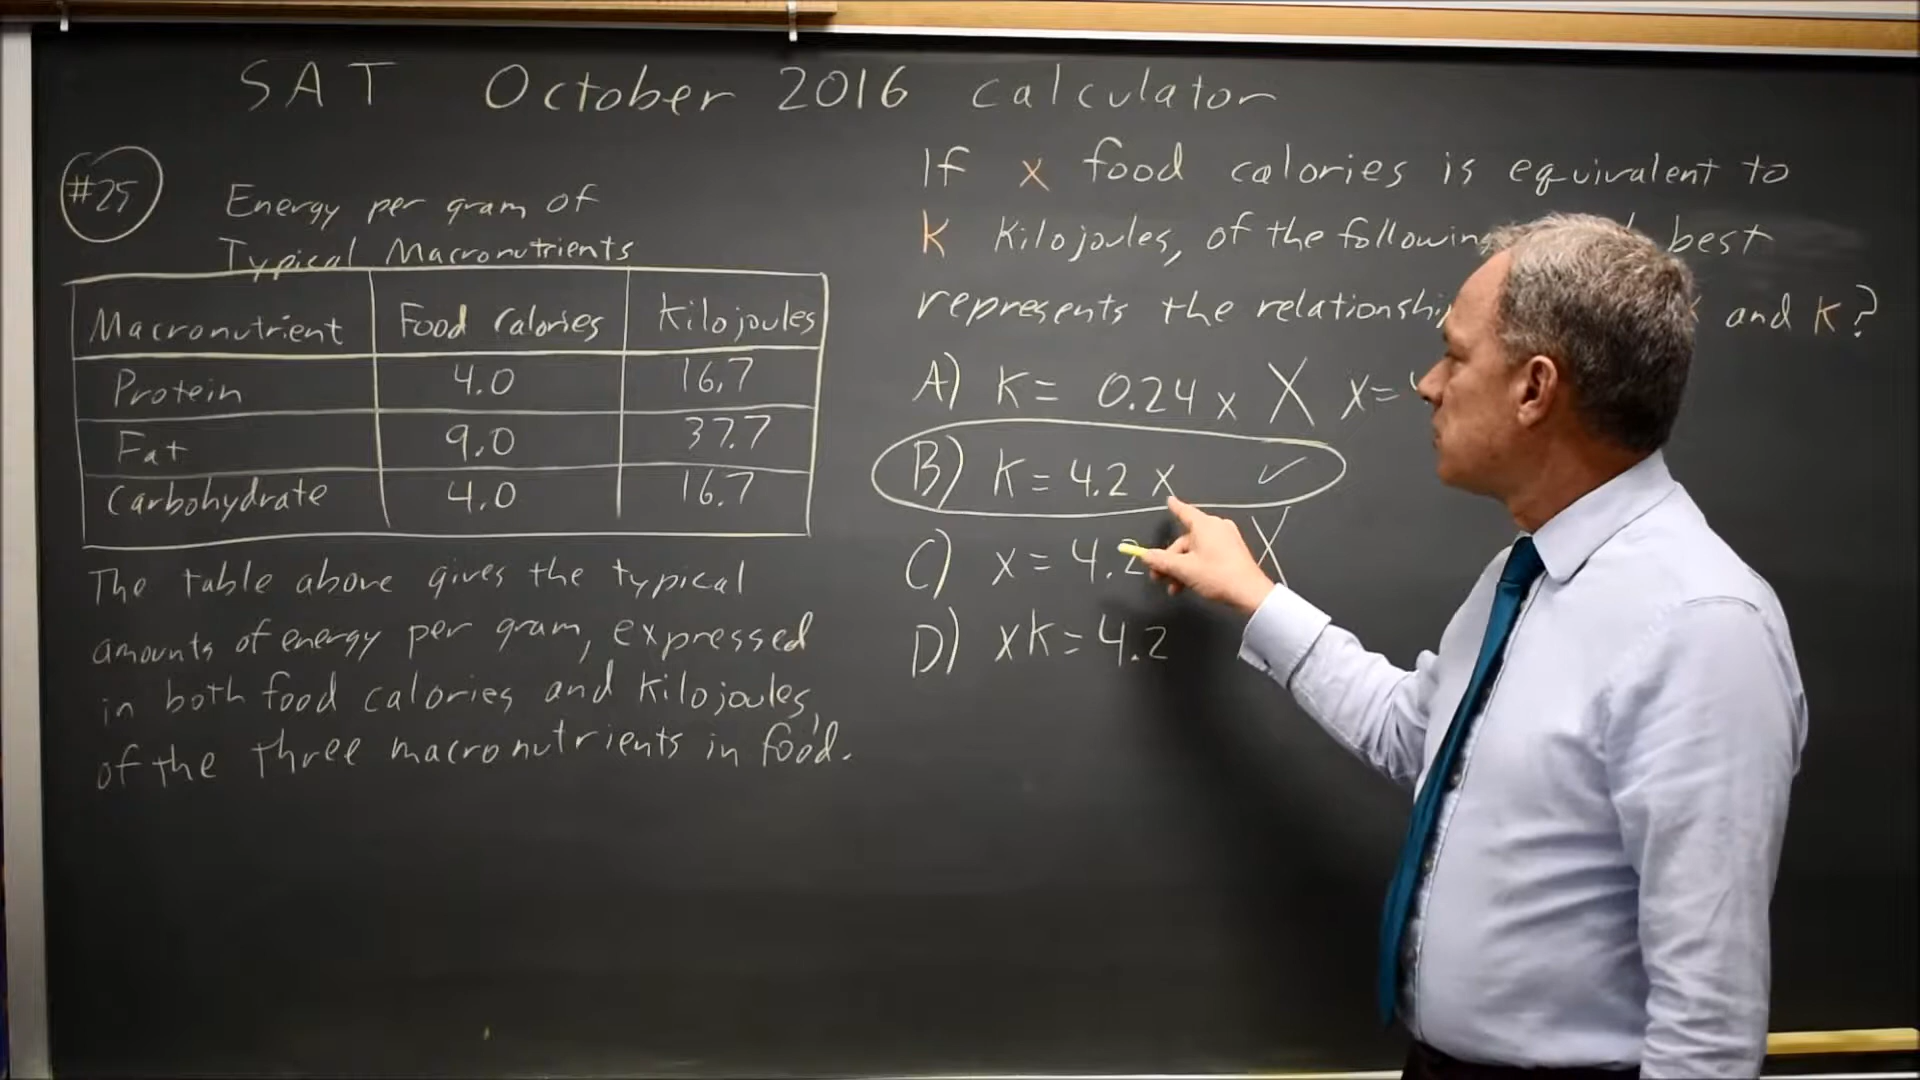 SAT October 2016 Calculator
#25
Energy per gram of
Typical Macronutrients
Macronutrient Food Calories Kilojoules
Protein 4.0 16.7
Fat 9.0 37.7
Carbohydrate 4.0 16.7
The table above gives the typical
amounts of energy per gram, expressed
in both food calories and kilojoules,
of the three macronutrients in food.
If x food calories is equivalent to
k kilojoules, of the following best
represents the and k?
A) k = 0.24 x X x =
B) k = 4.2 x ✓
C) x = 4.2 X
D) xk = 4.2